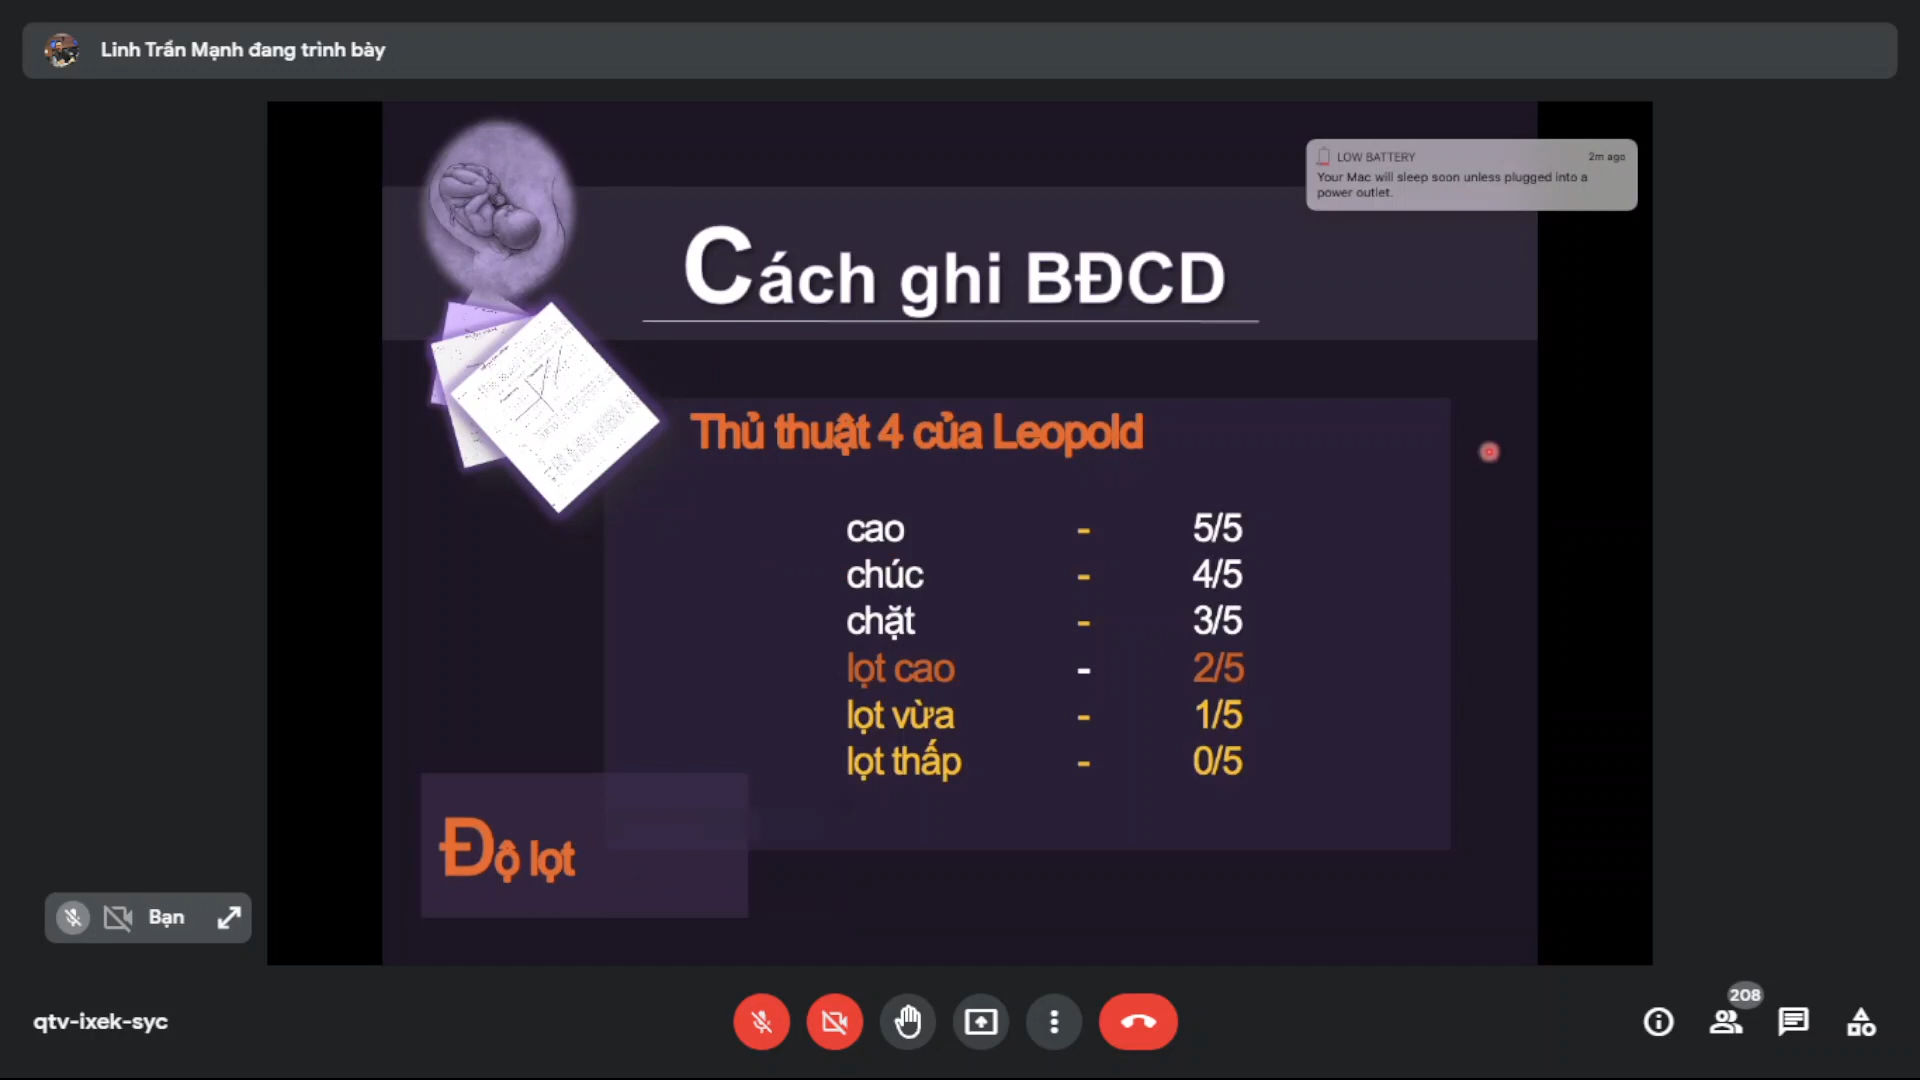 Linh Trần Mạnh đang trình bày
LOW BATTERY 2m ago
Your Mac will sleep soon unless plugged into a
power outlet.
Cách ghi BĐCD
Thủ thuật 4 của Leopold
cao - 5/5
chúc - 4/5
chặt - 3/5
lọt cao - 2/5
lọt vừa - 1/5
lọt thấp - 0/5
Độ lọt
Bạn
qtv-ixek-syc
208